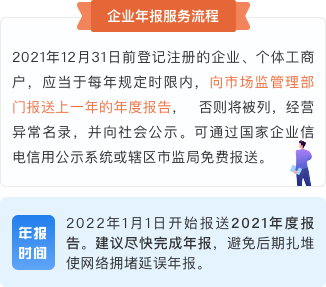 企业年报服务流程
2021年12月31日前登记注册的企业、个体工商
户，应当于每年规定时限内，向市场监管理部
门报送上一年的年度报告，　否则将被列，经营
异常名录，并向社会公示。可通过国家企业信
电信用公示系统或辖区市监局免费报送。
年报
时间
2022年1月1日开始报送2021年度报
告。建议尽快完成年报，避免后期扎堆
使网络拥堵延误年报。